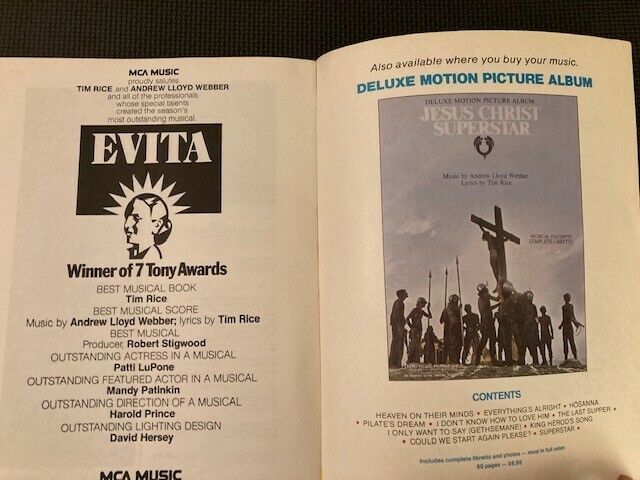 MCA MUSIC
proudly salutes
TIM RICE and ANDREW LLOYD WEBBER
and all of the professionals
whose special talents
created the season's
most outstanding musical.
EVITA
Winner of 7 Tony Awards
BEST MUSICAL BOOK
Tim Rice
BEST MUSICAL SCORE
Music by Andrew Lloyd Webber; lyrics by Tim Rice
BEST MUSICAL
Producer, Robert Stigwood
OUTSTANDING ACTRESS IN A MUSICAL
Patti LuPone
OUTSTANDING FEATURED ACTOR IN A MUSICAL
Mandy Patinkin
OUTSTANDING DIRECTION OF A MUSICAL
Harold Prince
OUTSTANDING LIGHTING DESIGN
David Hersey
MCA MUSIC
Also available where you buy your music.
DELUXE MOTION PICTURE ALBUM
DELUXE MOTION PICTURE ALBUM
JESUS CHRIST
SUPERSTAR
Music by Andrew Lloyd Webber
Lyrics by Tim Rice
MUSICAL EXCERPTS
COMPLETE LIBRETTO
CONTENTS
HEAVEN ON THEIR MINDS • EVERYTHING'S ALRIGHT • HOSANNA
• PILATE'S DREAM • I DON'T KNOW HOW TO LOVE HIM • THE LAST SUPPER •
I ONLY WANT TO SAY (GETHSEMANE) • KING HEROD'S SONG
• COULD WE START AGAIN PLEASE? • SUPERSTAR •
Includes complete libretto and photos – most in full color
80 pages – $8.95